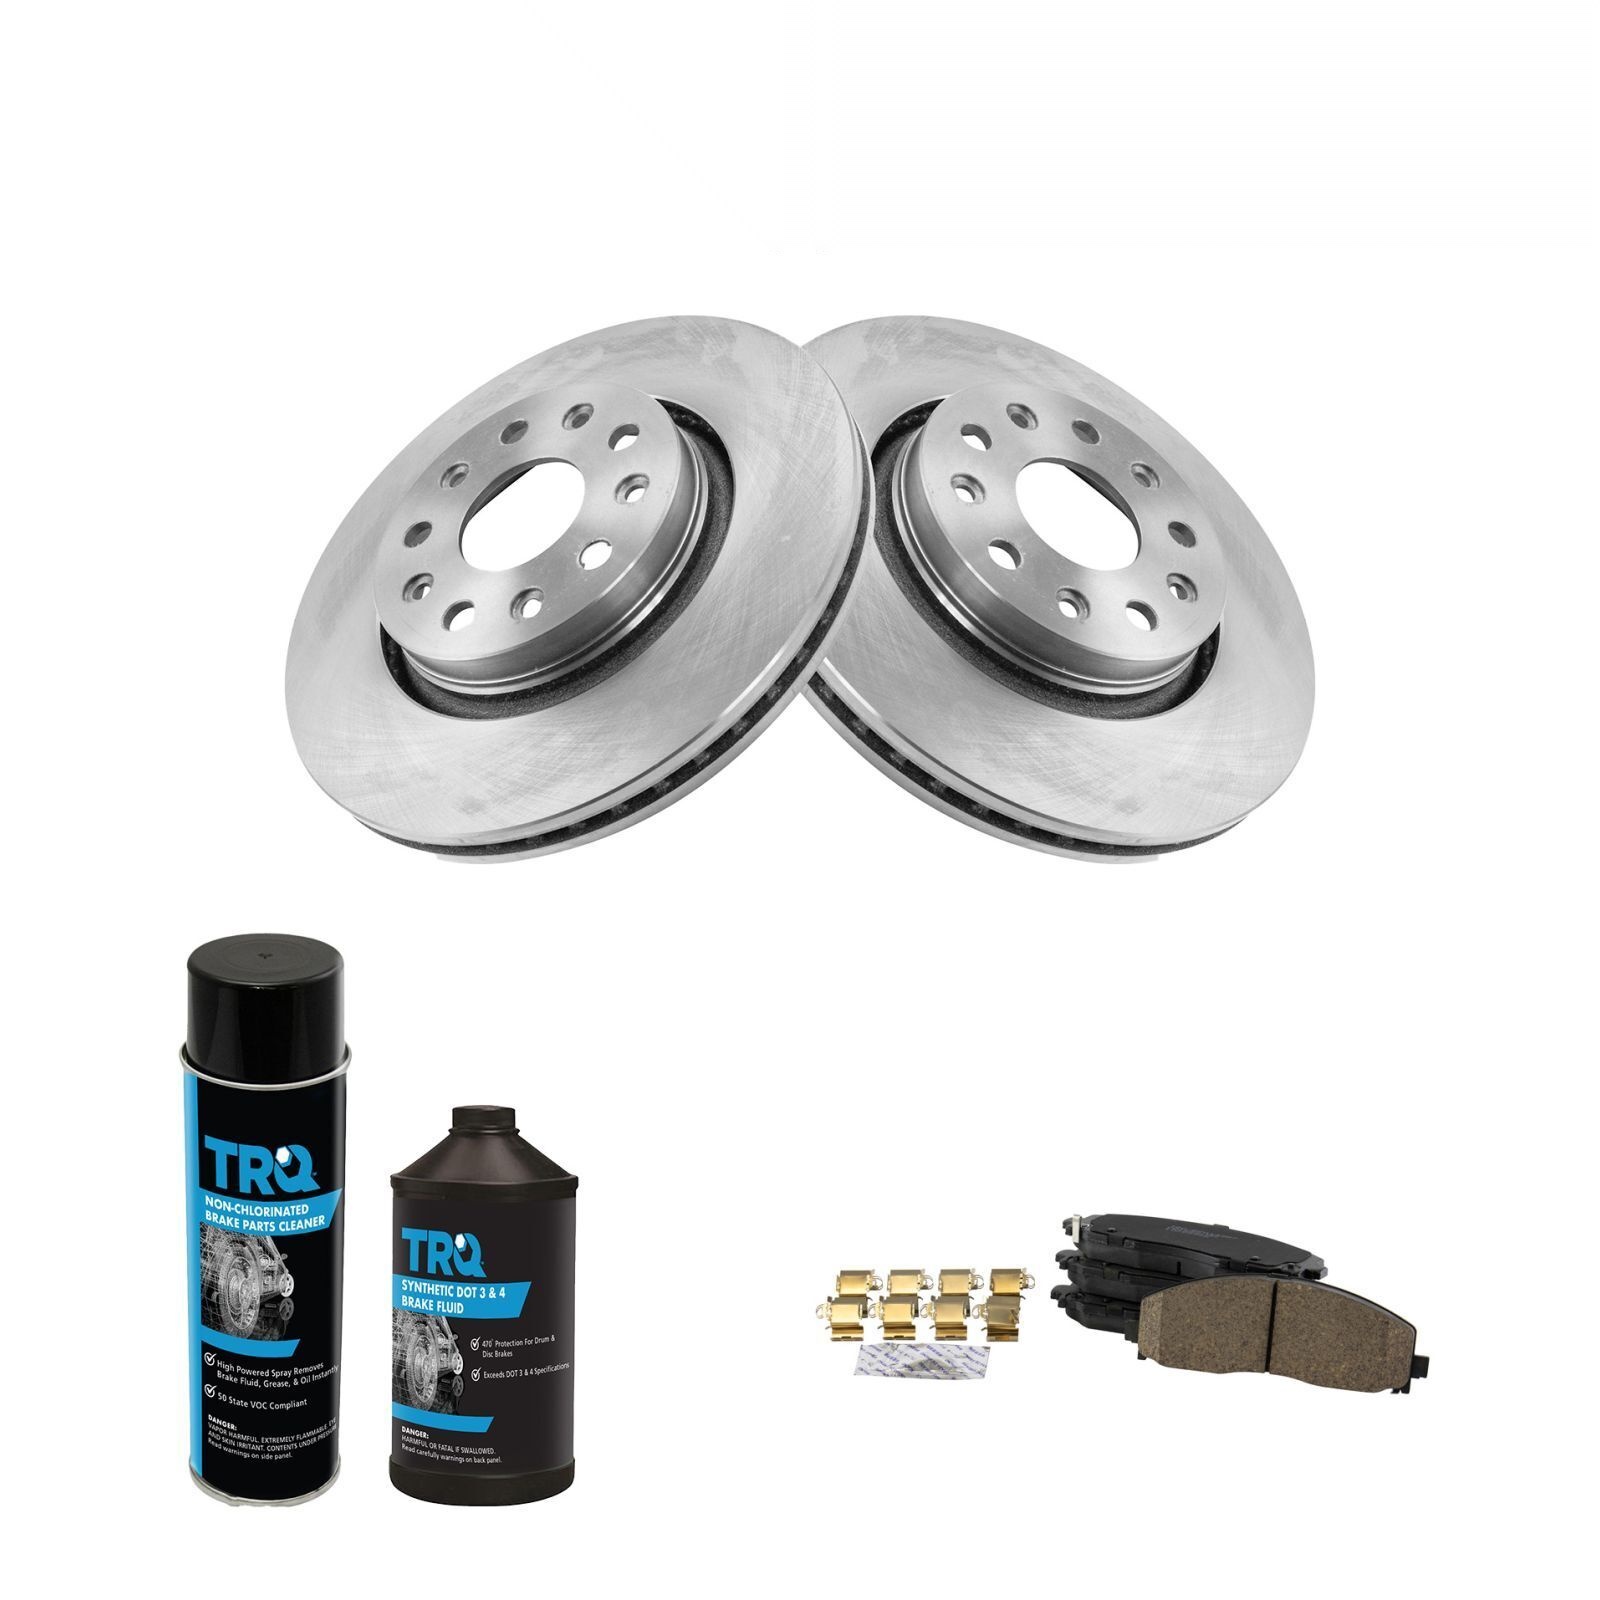 TRQ
NON-CHLORINATED
BRAKE PARTS CLEANER
High Powered Spray Removes
Brake Fluid, Grease, & Oil Instantly
50 State VOC Compliant
DANGER:
VAPOR HARMFUL. EXTREMELY FLAMMABLE. EYE
AND SKIN IRRITANT. CONTENTS UNDER PRESSURE
Read warnings on side panel.
TRQ
SYNTHETIC DOT 3 & 4
BRAKE FLUID
470° Protection For Drum &
Disc Brakes
Exceeds DOT 3 & 4 Specifications
DANGER:
HARMFUL OR FATAL IF SWALLOWED.
Read carefully warnings on back panel.